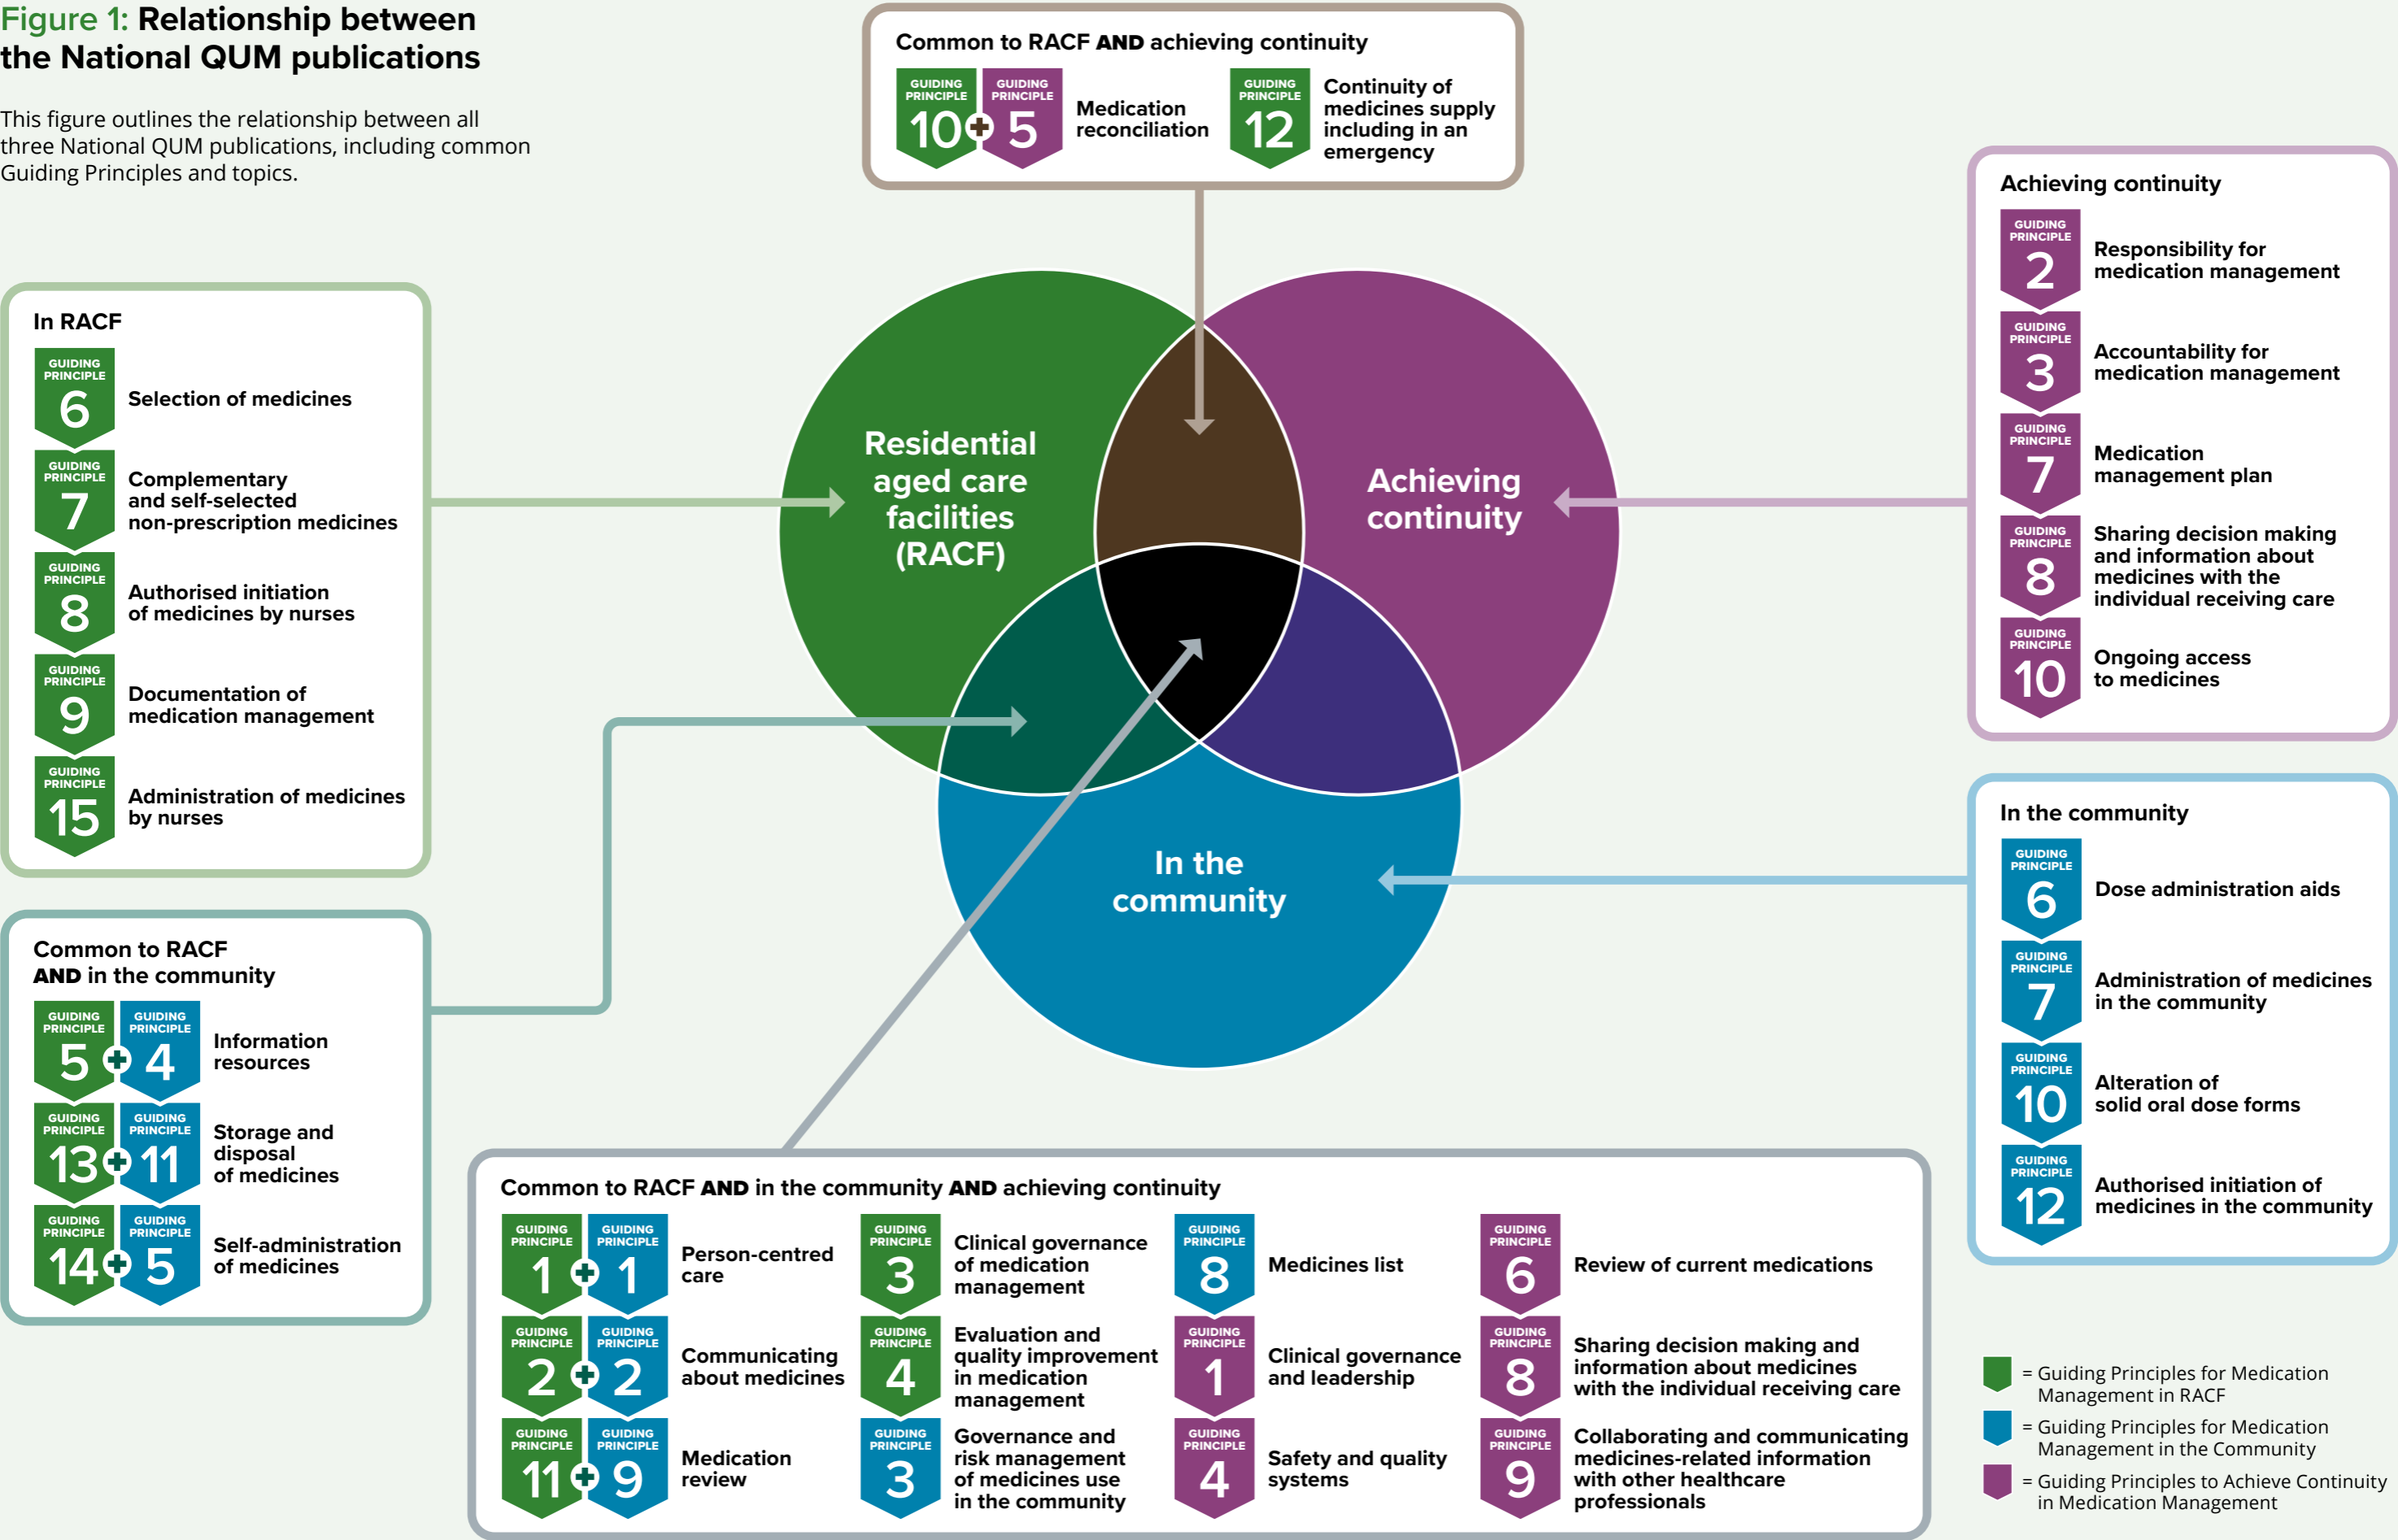 Figure 1: Relationship between
the National QUM publications
This figure outlines the relationship between all
three National QUM publications, including common
Guiding Principles and topics.
Common to RACF AND achieving continuity
GUIDING
PRINCIPLE
10
+
GUIDING
PRINCIPLE
5
Medication
reconciliation
GUIDING
PRINCIPLE
12
Continuity of
medicines supply
including in an
emergency
In RACF
GUIDING
PRINCIPLE
6
Selection of medicines
GUIDING
PRINCIPLE
7
Complementary
and self-selected
non-prescription medicines
GUIDING
PRINCIPLE
8
Authorised initiation
of medicines by nurses
GUIDING
PRINCIPLE
9
Documentation of
medication management
GUIDING
PRINCIPLE
15
Administration of medicines
by nurses
Common to RACF
AND in the community
GUIDING
PRINCIPLE
5
+
GUIDING
PRINCIPLE
4
Information
resources
GUIDING
PRINCIPLE
13
+
GUIDING
PRINCIPLE
11
Storage and
disposal
of medicines
GUIDING
PRINCIPLE
14
+
GUIDING
PRINCIPLE
5
Self-administration
of medicines
Residential
aged care
facilities
(RACF)
Achieving
continuity
In the
community
Achieving continuity
GUIDING
PRINCIPLE
2
Responsibility for
medication management
GUIDING
PRINCIPLE
3
Accountability for
medication management
GUIDING
PRINCIPLE
7
Medication
management plan
GUIDING
PRINCIPLE
8
Sharing decision making
and information about
medicines with the
individual receiving care
GUIDING
PRINCIPLE
10
Ongoing access
to medicines
In the community
GUIDING
PRINCIPLE
6
Dose administration aids
GUIDING
PRINCIPLE
7
Administration of medicines
in the community
GUIDING
PRINCIPLE
10
Alteration of
solid oral dose forms
GUIDING
PRINCIPLE
12
Authorised initiation of
medicines in the community
Common to RACF AND in the community AND achieving continuity
GUIDING
PRINCIPLE
1
+
GUIDING
PRINCIPLE
1
Person-centred
care
GUIDING
PRINCIPLE
2
+
GUIDING
PRINCIPLE
2
Communicating
about medicines
GUIDING
PRINCIPLE
11
+
GUIDING
PRINCIPLE
9
Medication
review
GUIDING
PRINCIPLE
3
Clinical governance
of medication
management
GUIDING
PRINCIPLE
4
Evaluation and
quality improvement
in medication
management
GUIDING
PRINCIPLE
3
Governance and
risk management
of medicines use
in the community
GUIDING
PRINCIPLE
8
Medicines list
GUIDING
PRINCIPLE
1
Clinical governance
and leadership
GUIDING
PRINCIPLE
4
Safety and quality
systems
GUIDING
PRINCIPLE
6
Review of current medications
GUIDING
PRINCIPLE
8
Sharing decision making and
information about medicines
with the individual receiving care
GUIDING
PRINCIPLE
9
Collaborating and communicating
medicines-related information
with other healthcare
professionals
= Guiding Principles for Medication
Management in RACF
= Guiding Principles for Medication
Management in the Community
= Guiding Principles to Achieve Continuity
in Medication Management